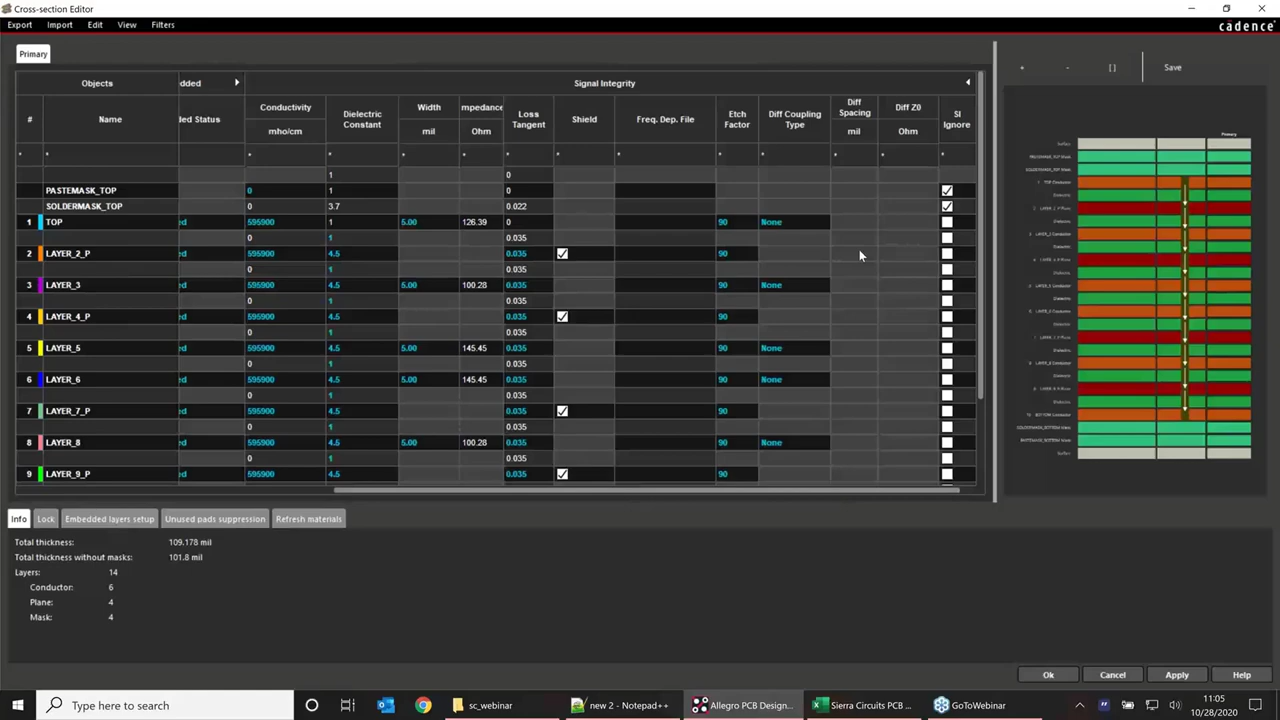 Cross-section Editor
Export Import Edit View Filters
cādence
Primary
Objects dded Signal Integrity
# Name ed Status Conductivity Dielectric Constant Width mpedance Loss Tangent Shield Freq. Dep. File Etch Factor Diff Coupling Type Diff Spacing Diff Z0 SI Ignore
mho/cm mil Ohm mil Ohm
* * * * * * * * * * * * * *
1 0
PASTEMASK_TOP 0 1 0
SOLDERMASK_TOP 0 3.7 0.022
1 TOP ed 595900 1 5.00 126.39 0 90 None
0 1 0.035
2 LAYER_2_P ed 595900 4.5 0.035 90
0 1 0.035
3 LAYER_3 ed 595900 4.5 5.00 100.28 0.035 90 None
0 1 0.035
4 LAYER_4_P ed 595900 4.5 0.035 90
0 1 0.035
5 LAYER_5 ed 595900 4.5 5.00 145.45 0.035 90 None
0 1 0.035
6 LAYER_6 ed 595900 4.5 5.00 145.45 0.035 90 None
0 1 0.035
7 LAYER_7_P ed 595900 4.5 0.035 90
0 1 0.035
8 LAYER_8 ed 595900 4.5 5.00 100.28 0.035 90 None
0 1 0.035
9 LAYER_9_P ed 595900 4.5 0.035 90
+ - [ ] Save
Primary
Info Lock Embedded layers setup Unused pads suppression Refresh materials
Total thickness: 109.178 mil
Total thickness without masks: 101.8 mil
Layers: 14
Conductor: 6
Plane: 4
Mask: 4
Ok Cancel Apply Help
Type here to search
sc_webinar
new 2 - Notepad++
Allegro PCB Design...
Sierra Circuits PCB ...
GoToWebinar
11:05
10/28/2020